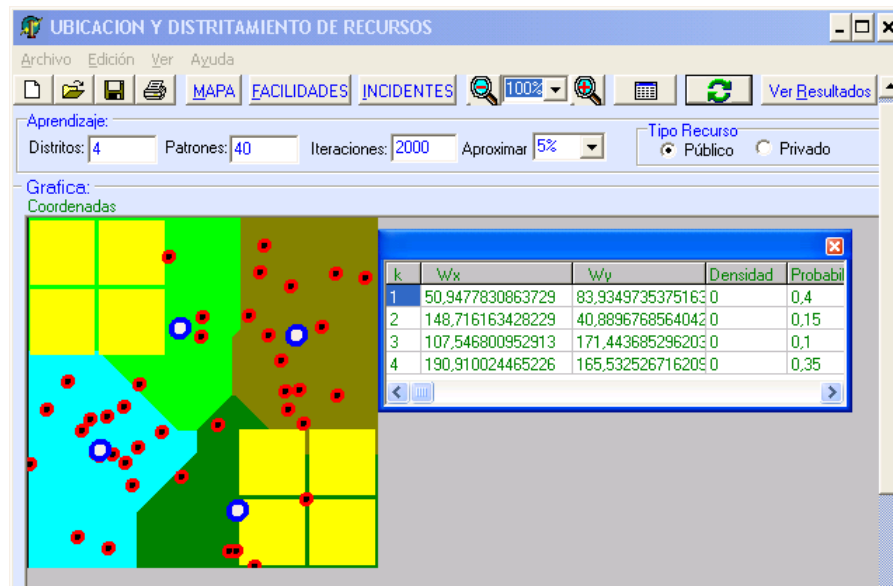 UBICACION Y DISTRITAMIENTO DE RECURSOS
Archivo Edición Ver Ayuda
MAPA FACILIDADES INCIDENTES 100% Ver Resultados
Aprendizaje:
Distritos: 4 Patrones: 40 Iteraciones: 2000 Aproximar 5% Tipo Recurso Público Privado
Grafica:
Coordenadas
k Wx Wy Densidad Probabil
1 50,9477830863729 83,9349735375163 0 0,4
2 148,716163428229 40,8896768564042 0 0,15
3 107,546800952913 171,443685296203 0 0,1
4 190,910024465226 165,532526716209 0 0,35